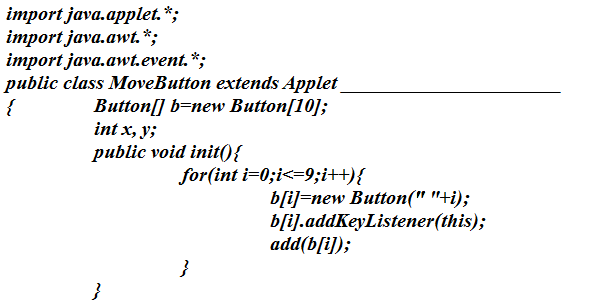 import java.applet.*;
import java.awt.*;
import java.awt.event.*;
public class MoveButton extends Applet ______________________
{ Button[] b=new Button[10];
int x, y;
public void init(){
for(int i=0;i<=9;i++){
b[i]=new Button(" "+i);
b[i].addKeyListener(this);
add(b[i]);
}
}